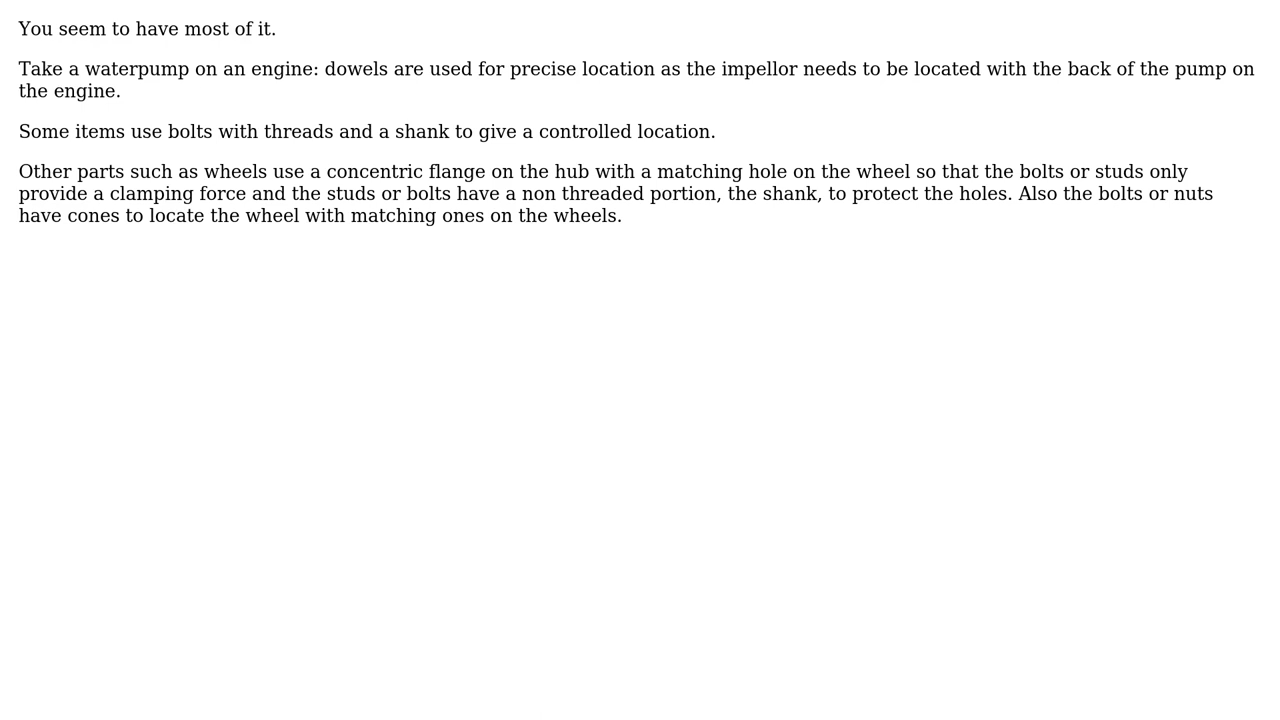 You seem to have most of it.
Take a waterpump on an engine: dowels are used for precise location as the impellor needs to be located with the back of the pump on
the engine.
Some items use bolts with threads and a shank to give a controlled location.
Other parts such as wheels use a concentric flange on the hub with a matching hole on the wheel so that the bolts or studs only
provide a clamping force and the studs or bolts have a non threaded portion, the shank, to protect the holes. Also the bolts or nuts
have cones to locate the wheel with matching ones on the wheels.